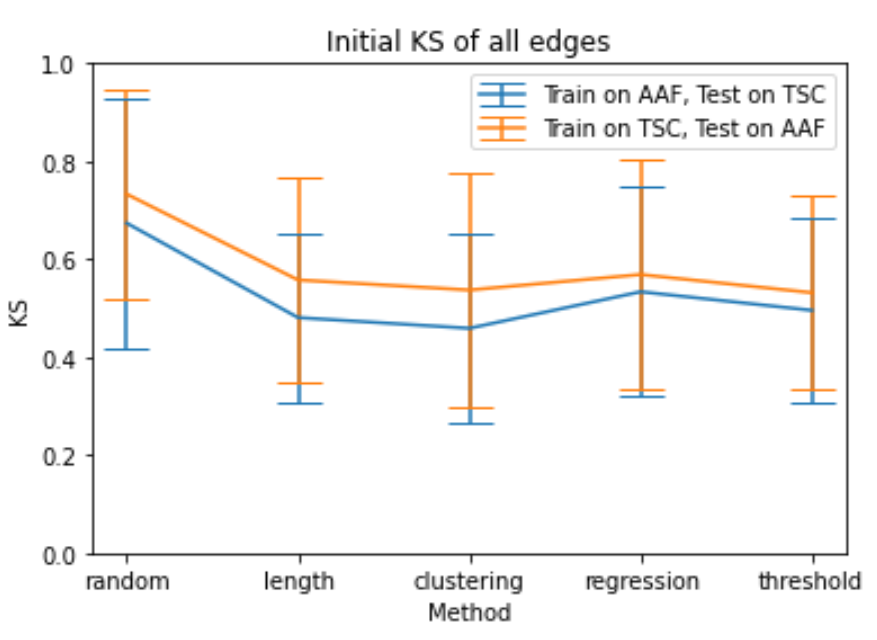 Initial KS of all edges
1.0
0.8
0.6
0.4
0.2
0.0
KS
Train on AAF, Test on TSC
Train on TSC, Test on AAF
random length clustering regression threshold
Method